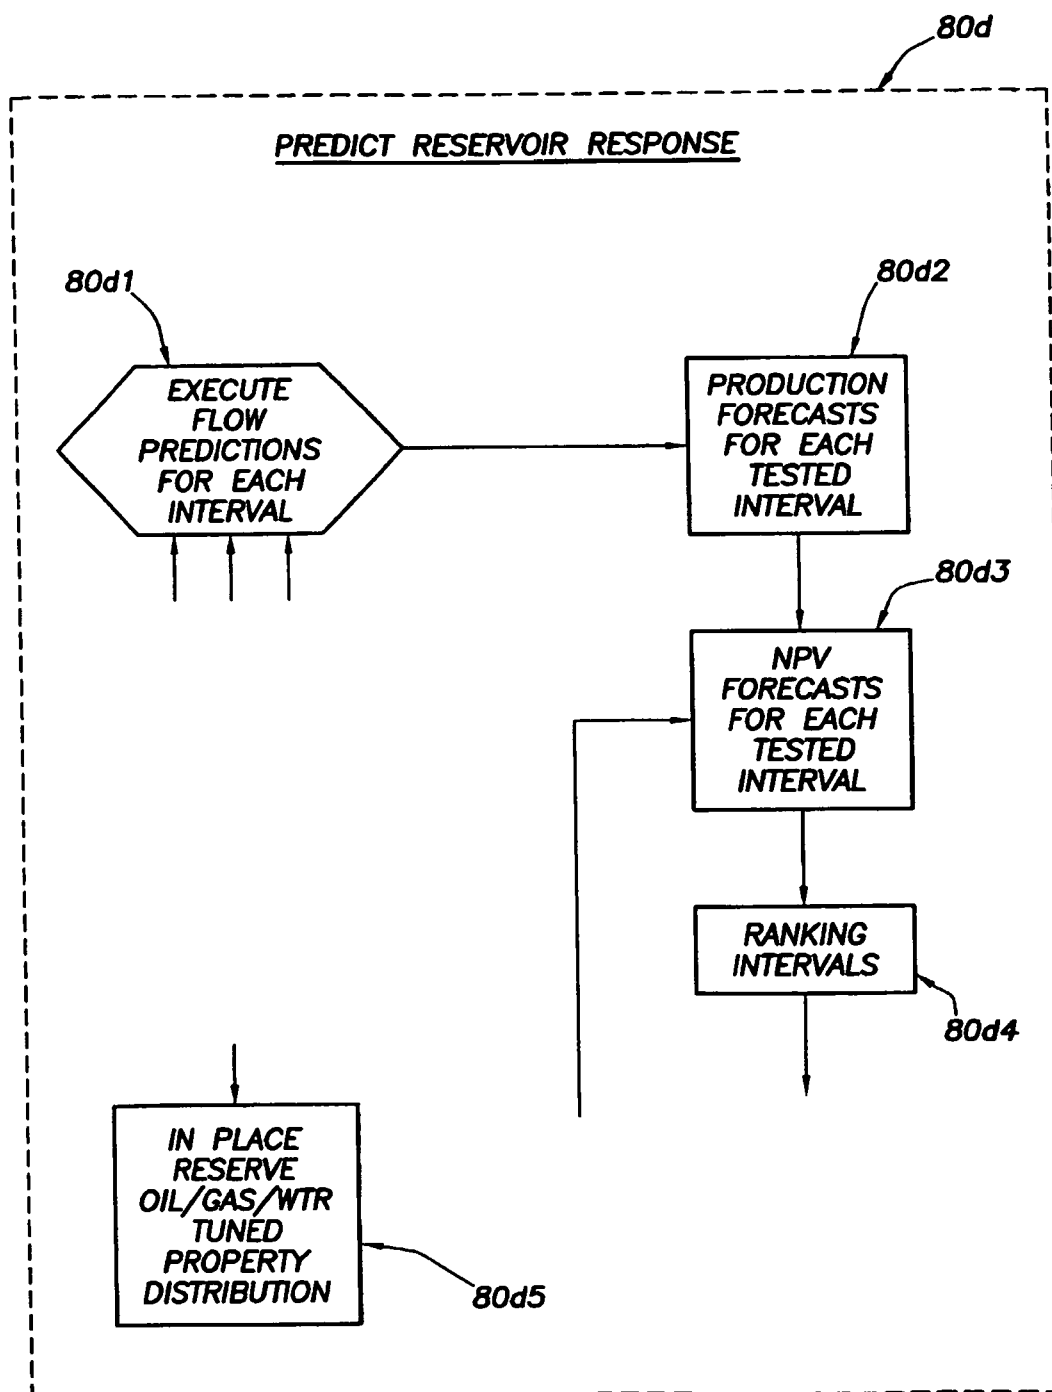 80d
PREDICT RESERVOIR RESPONSE
80d1
EXECUTE
FLOW
PREDICTIONS
FOR EACH
INTERVAL
80d2
PRODUCTION
FORECASTS
FOR EACH
TESTED
INTERVAL
80d3
NPV
FORECASTS
FOR EACH
TESTED
INTERVAL
RANKING
INTERVALS
80d4
IN PLACE
RESERVE
OIL/GAS/WTR
TUNED
PROPERTY
DISTRIBUTION
80d5